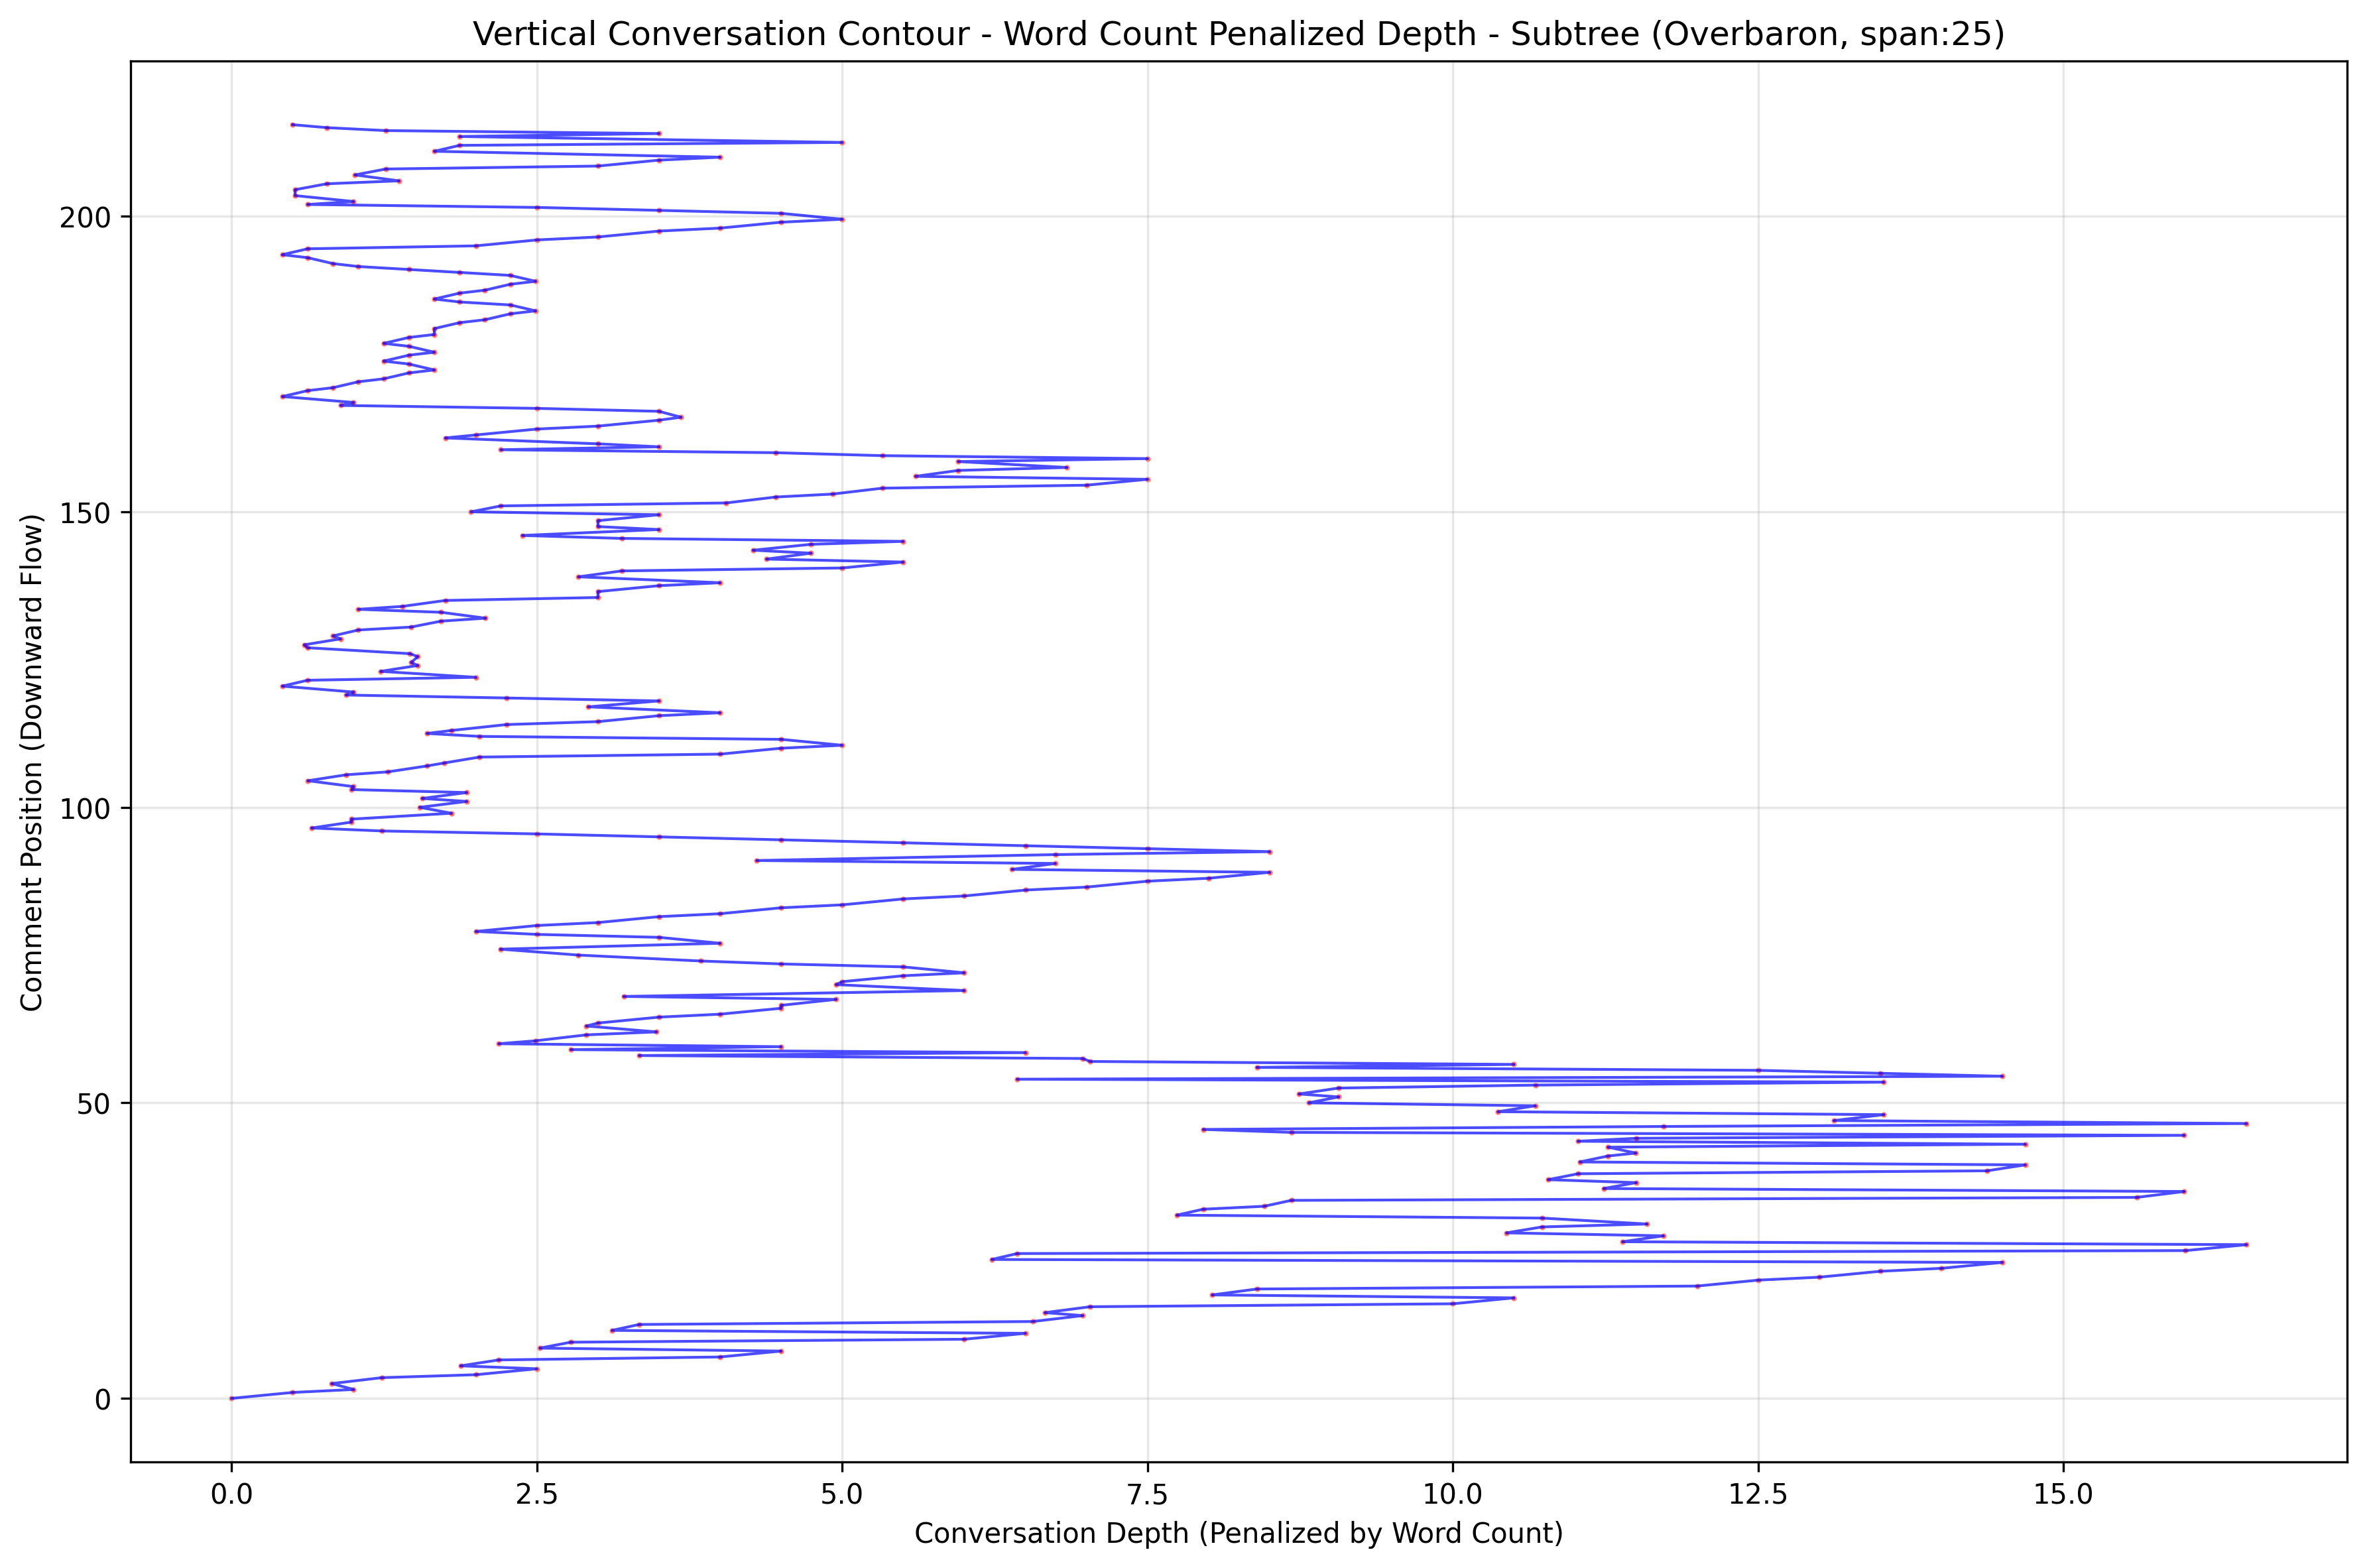 Vertical Conversation Contour - Word Count Penalized Depth - Subtree (Overbaron, span:25)
Comment Position (Downward Flow)
200
150
100
50
0
0.0 2.5 5.0 7.5 10.0 12.5 15.0
Conversation Depth (Penalized by Word Count)